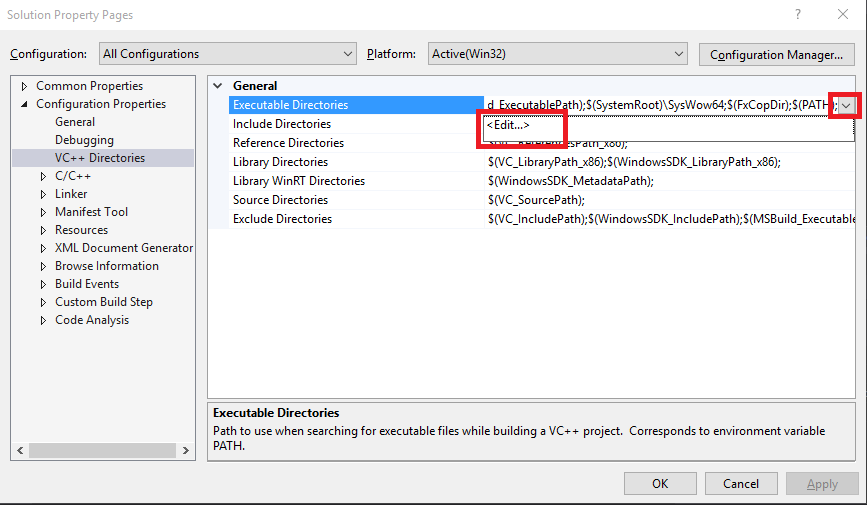 Solution Property Pages
?
Configuration: All Configurations Platform: Active(Win32) Configuration Manager...
Common Properties
Configuration Properties
General
Debugging
VC++ Directories
C/C++
Linker
Manifest Tool
Resources
XML Document Generator
Browse Information
Build Events
Custom Build Step
Code Analysis
General
Executable Directories d_ExecutablePath);$(SystemRoot)\SysWow64;$(FxCopDir);$(PATH);
<Edit...>
Include Directories
Reference Directories
Library Directories $(VC_LibraryPath_x86);$(WindowsSDK_LibraryPath_x86);
Library WinRT Directories $(WindowsSDK_MetadataPath);
Source Directories $(VC_SourcePath);
Exclude Directories $(VC_IncludePath);$(WindowsSDK_IncludePath);$(MSBuild_Executable
Executable Directories
Path to use when searching for executable files while building a VC++ project. Corresponds to environment variable
PATH.
OK Cancel Apply